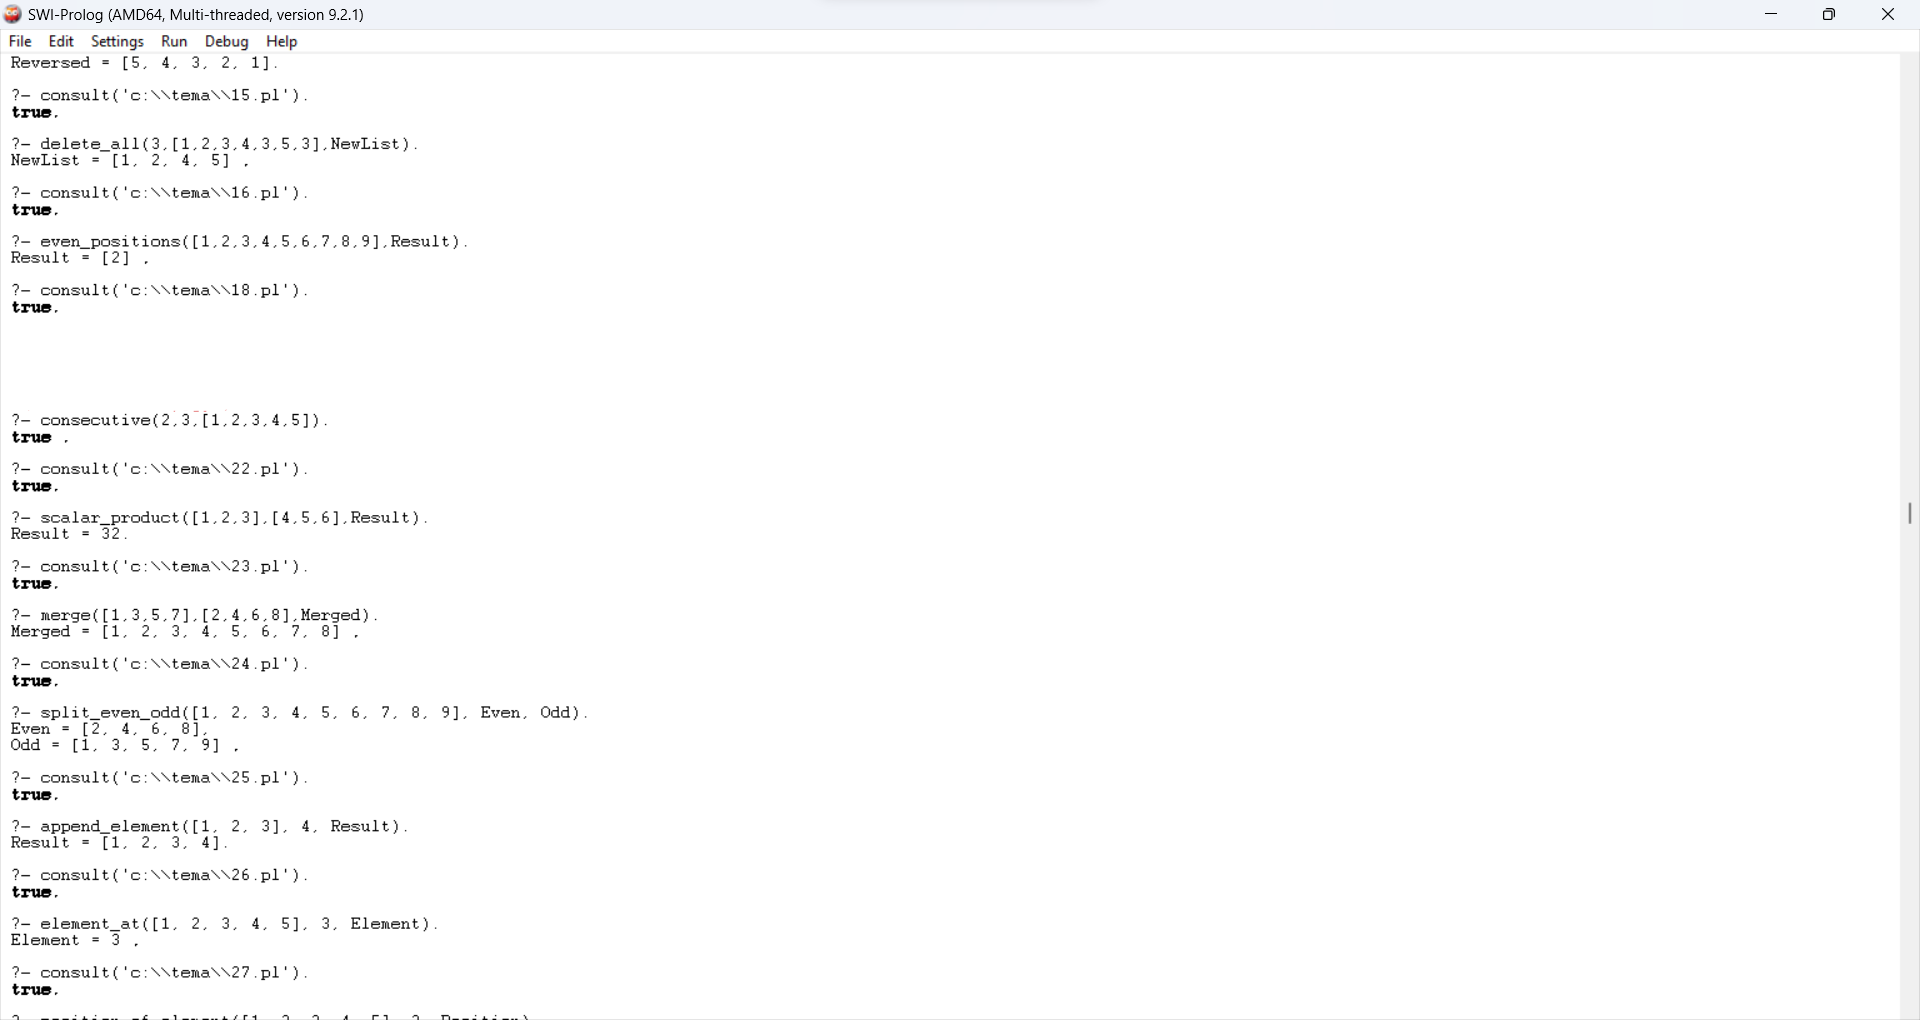 SWI-Prolog (AMD64, Multi-threaded, version 9.2.1)
File Edit Settings Run Debug Help
Reversed = [5, 4, 3, 2, 1].
?- consult('c:\\tema\\15.pl').
true.
?- delete_all(3,[1,2,3,4,3,5,3],NewList).
NewList = [1, 2, 4, 5] .
?- consult('c:\\tema\\16.pl').
true.
?- even_positions([1,2,3,4,5,6,7,8,9],Result).
Result = [2] .
?- consult('c:\\tema\\18.pl').
true.
?- consecutive(2,3,[1,2,3,4,5]).
true .
?- consult('c:\\tema\\22.pl').
true.
?- scalar_product([1,2,3],[4,5,6],Result).
Result = 32.
?- consult('c:\\tema\\23.pl').
true.
?- merge([1,3,5,7],[2,4,6,8],Merged).
Merged = [1, 2, 3, 4, 5, 6, 7, 8] .
?- consult('c:\\tema\\24.pl').
true.
?- split_even_odd([1, 2, 3, 4, 5, 6, 7, 8, 9], Even, Odd).
Even = [2, 4, 6, 8],
Odd = [1, 3, 5, 7, 9] .
?- consult('c:\\tema\\25.pl').
true.
?- append_element([1, 2, 3], 4, Result).
Result = [1, 2, 3, 4].
?- consult('c:\\tema\\26.pl').
true.
?- element_at([1, 2, 3, 4, 5], 3, Element).
Element = 3 .
?- consult('c:\\tema\\27.pl').
true.
?- position_of_element([1, 2, 3, 4, 5], 3, Position).